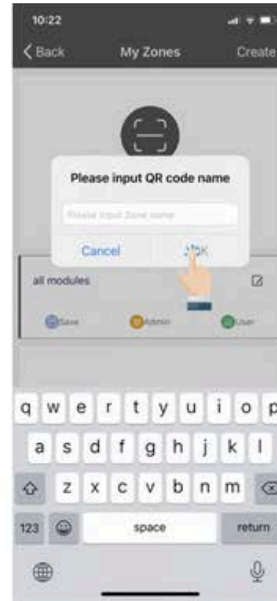 10:22
Back My Zones Create
Please input QR code name
Please Input Zone name
Cancel OK
all modules
Save Admin User
q w e r t y u i o p
a s d f g h j k l
z x c v b n m
123 space return